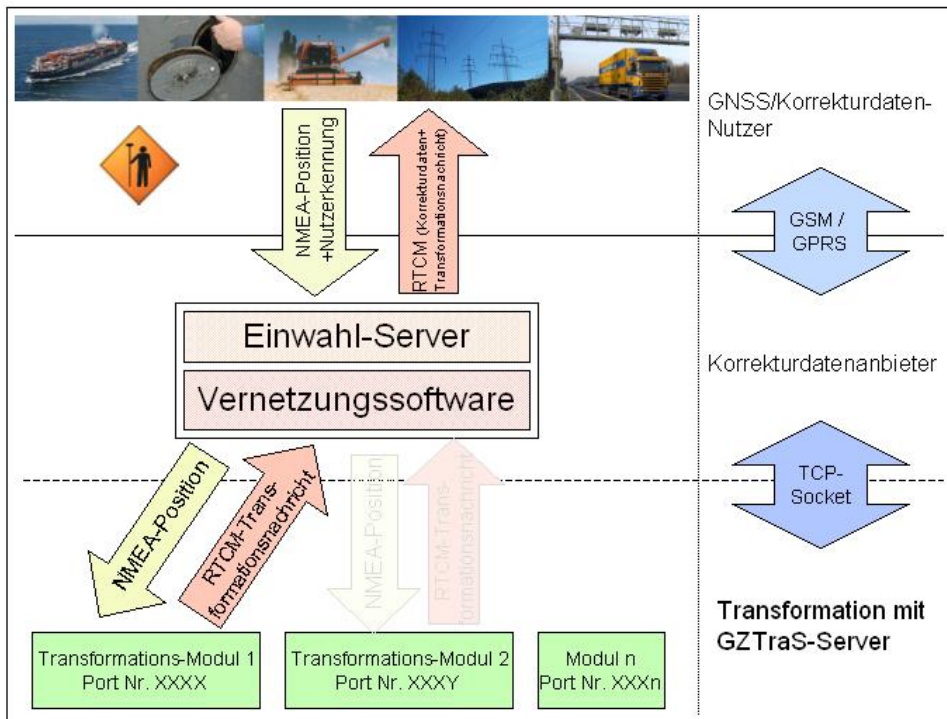 GNSS/Korrekturdaten-
Nutzer
NMEA-Position
+Nutzerkennung
RTCM (Korrekturdaten+
Transformationsnachricht)
GSM /
GPRS
Einwahl-Server
Vernetzungssoftware
Korrekturdatenanbieter
NMEA-Position
RTCM-Trans-
formationsnachricht
NMEA-Position
RTCM-Trans-
formationsnachricht
TCP-
Socket
Transformation mit
GZTraS-Server
Transformations-Modul 1
Port Nr. XXXX
Transformations-Modul 2
Port Nr. XXXY
Modul n
Port Nr. XXXn